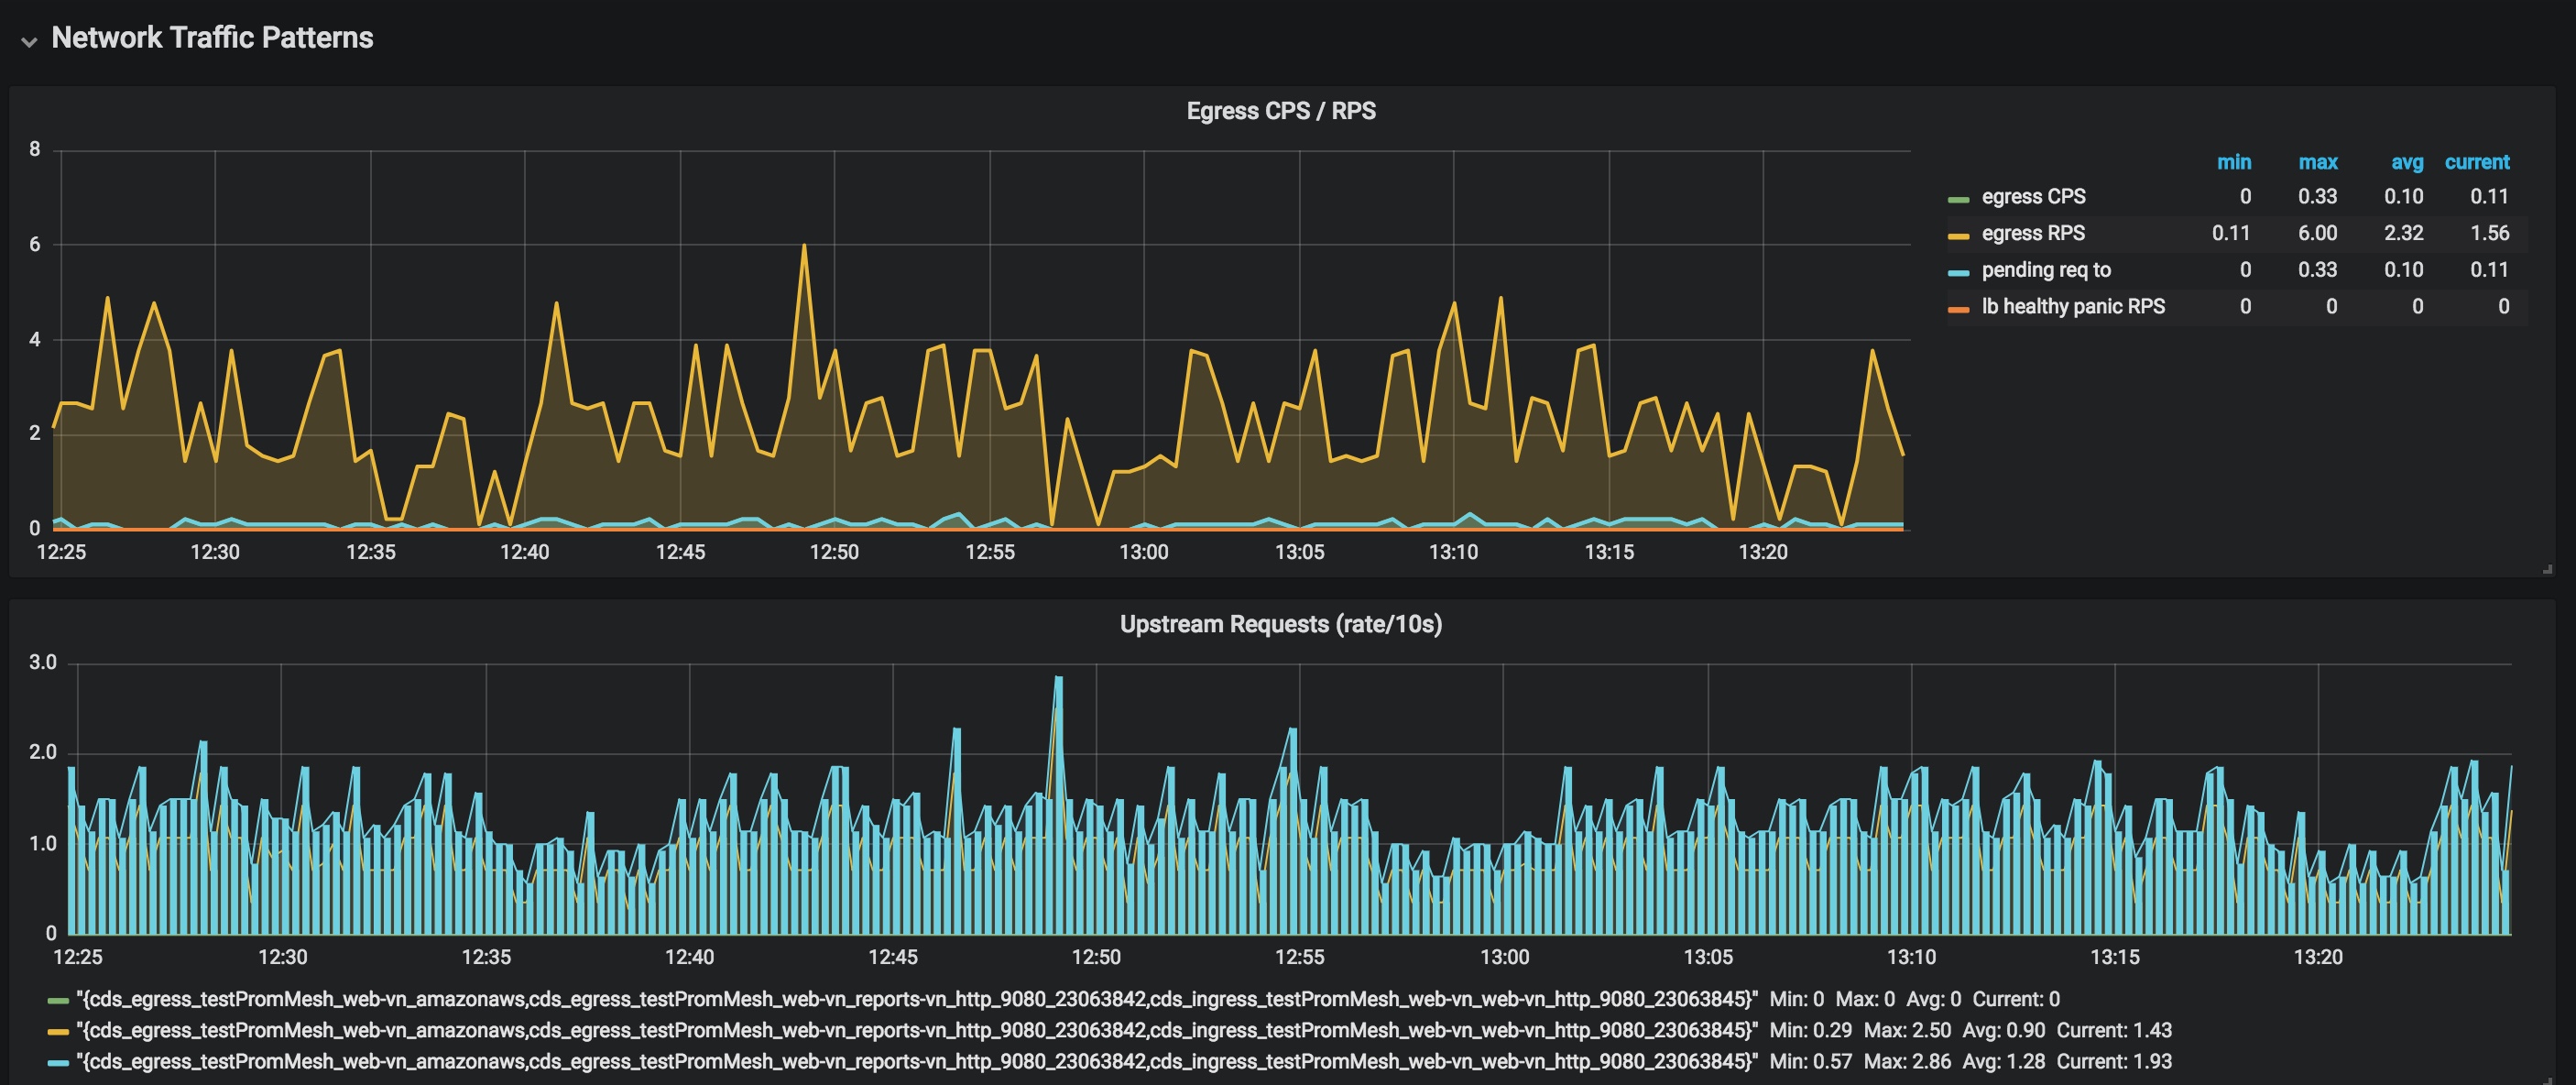 Network Traffic Patterns
Egress CPS / RPS
8
6
4
2
0
12:25 12:30 12:35 12:40 12:45 12:50 12:55 13:00 13:05 13:10 13:15 13:20
min max avg current
egress CPS 0 0.33 0.10 0.11
egress RPS 0.11 6.00 2.32 1.56
pending req to 0 0.33 0.10 0.11
lb healthy panic RPS 0 0 0 0
Upstream Requests (rate/10s)
3.0
2.0
1.0
0
12:25 12:30 12:35 12:40 12:45 12:50 12:55 13:00 13:05 13:10 13:15 13:20
"{cds_egress_testPromMesh_web-vn_amazonaws,cds_egress_testPromMesh_web-vn_reports-vn_http_9080_23063842,cds_ingress_testPromMesh_web-vn_web-vn_http_9080_23063845}" Min: 0 Max: 0 Avg: 0 Current: 0
"{cds_egress_testPromMesh_web-vn_amazonaws,cds_egress_testPromMesh_web-vn_reports-vn_http_9080_23063842,cds_ingress_testPromMesh_web-vn_web-vn_http_9080_23063845}" Min: 0.29 Max: 2.50 Avg: 0.90 Current: 1.43
"{cds_egress_testPromMesh_web-vn_amazonaws,cds_egress_testPromMesh_web-vn_reports-vn_http_9080_23063842,cds_ingress_testPromMesh_web-vn_web-vn_http_9080_23063845}" Min: 0.57 Max: 2.86 Avg: 1.28 Current: 1.93